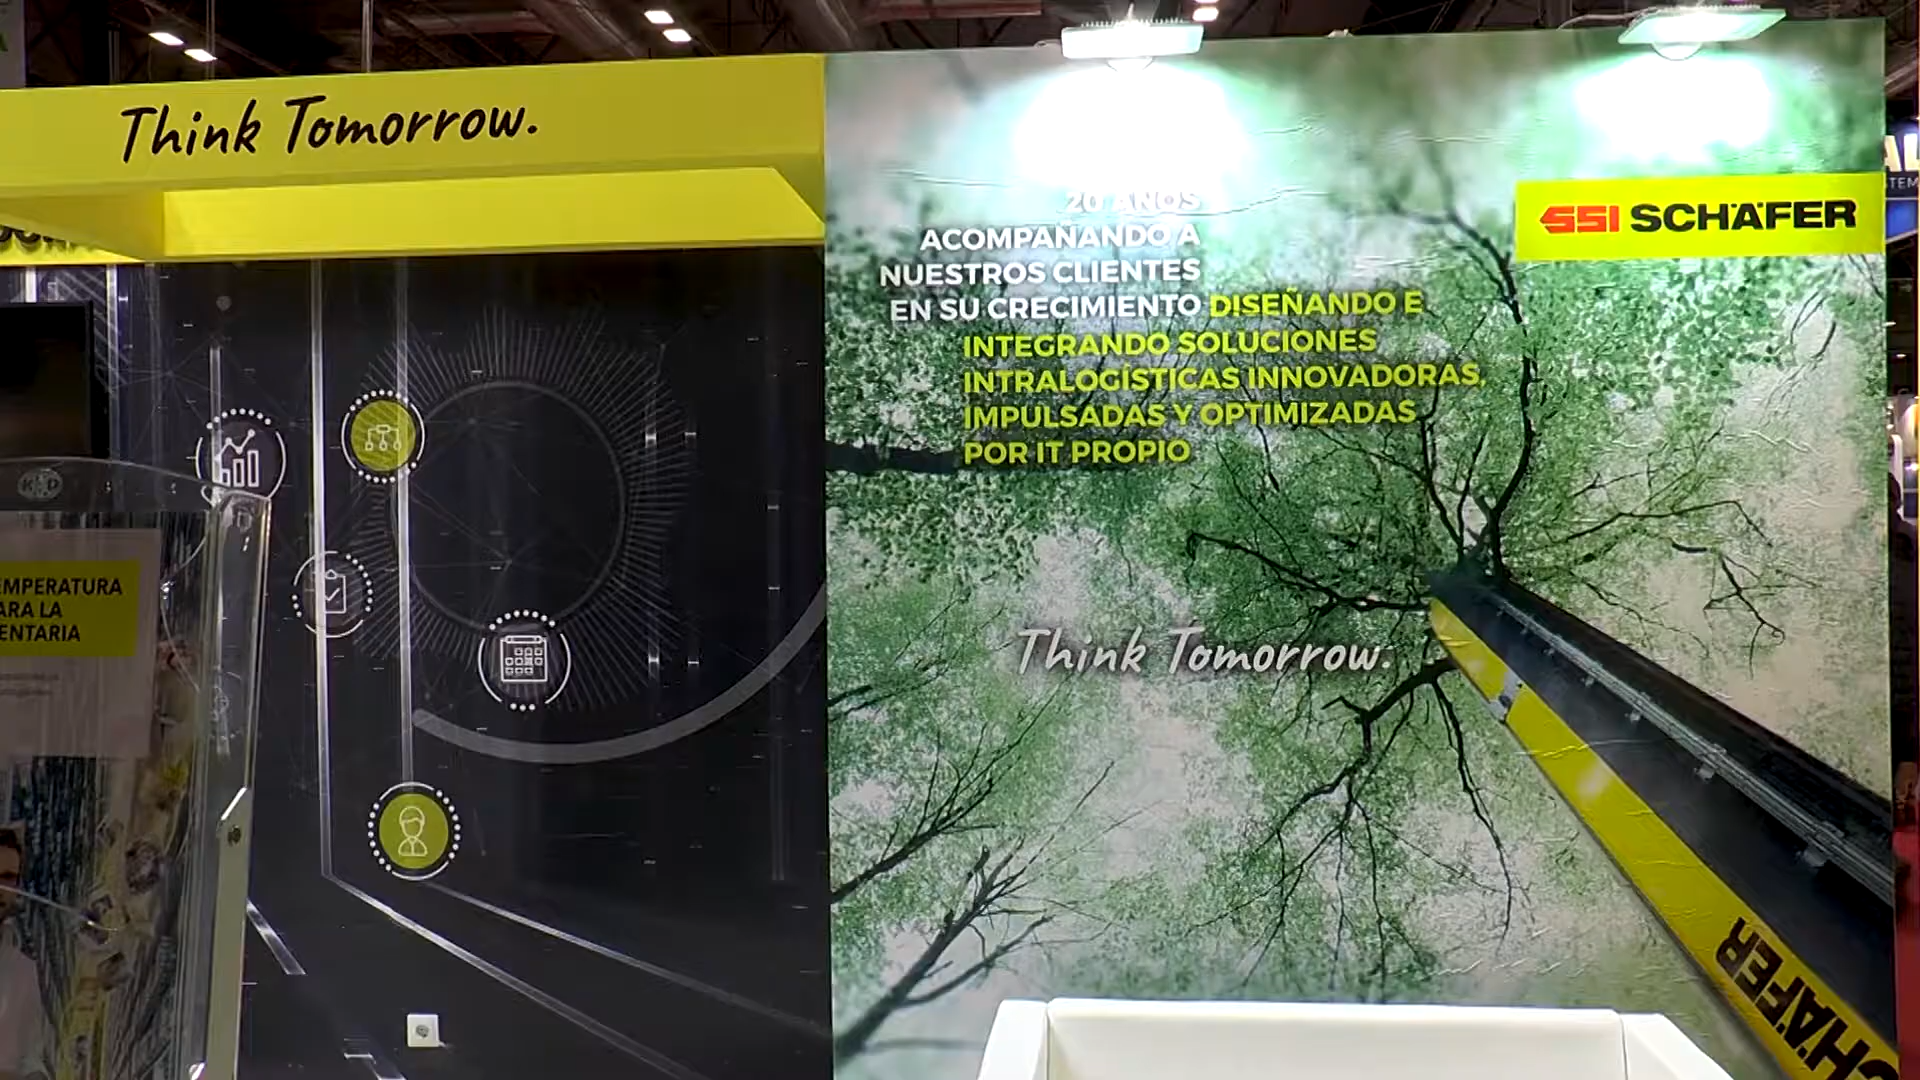 Think Tomorrow.
20 AÑOS
ACOMPAÑANDO A
NUESTROS CLIENTES
EN SU CRECIMIENTO DISEÑANDO E
INTEGRANDO SOLUCIONES
INTRALOGÍSTICAS INNOVADORAS,
IMPULSADAS Y OPTIMIZADAS
POR IT PROPIO
SSI SCHÄFER
Think Tomorrow.
EMPERATURA
ARA LA
ENTARIA
CHÄFER